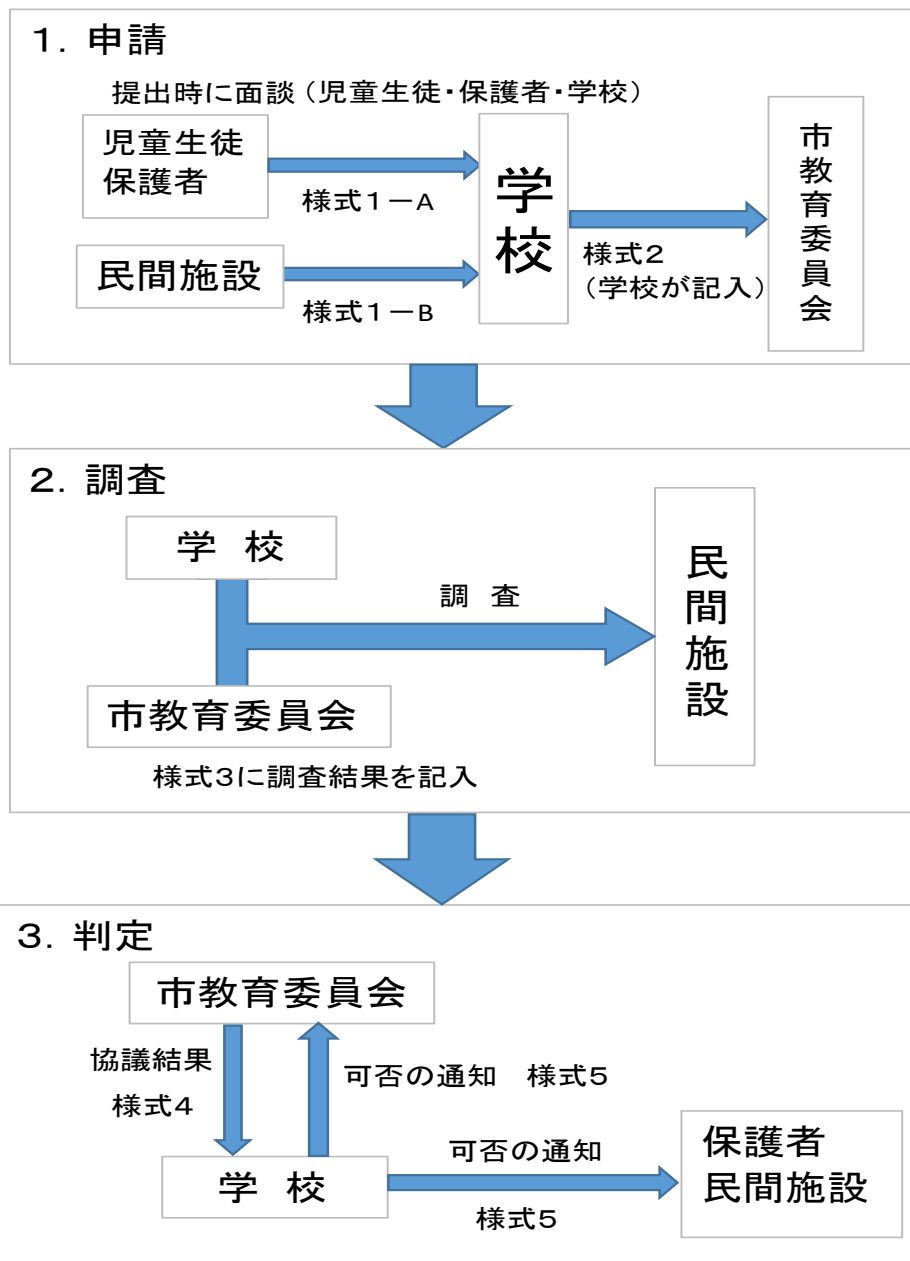 1．申請
提出時に面談（児童生徒・保護者・学校）
児童生徒
保護者
様式1－A
民間施設
様式1－B
学校
様式2
（学校が記入）
市教育委員会
2．調査
学 校
調 査
市教育委員会
様式3に調査結果を記入
民間施設
3．判定
市教育委員会
協議結果
様式4
可否の通知　様式5
学 校
可否の通知
様式5
保護者
民間施設